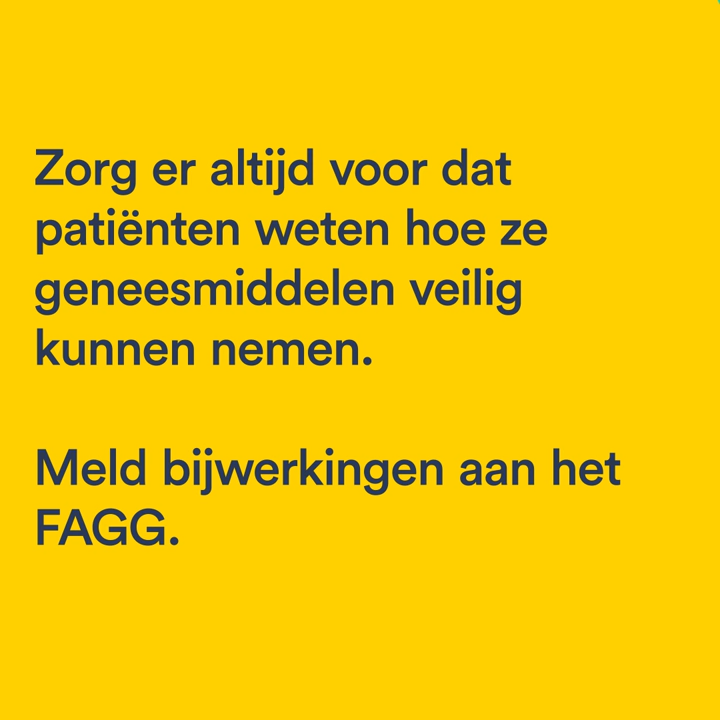 Zorg er altijd voor dat
patiënten weten hoe ze
geneesmiddelen veilig
kunnen nemen.
Meld bijwerkingen aan het
FAGG.